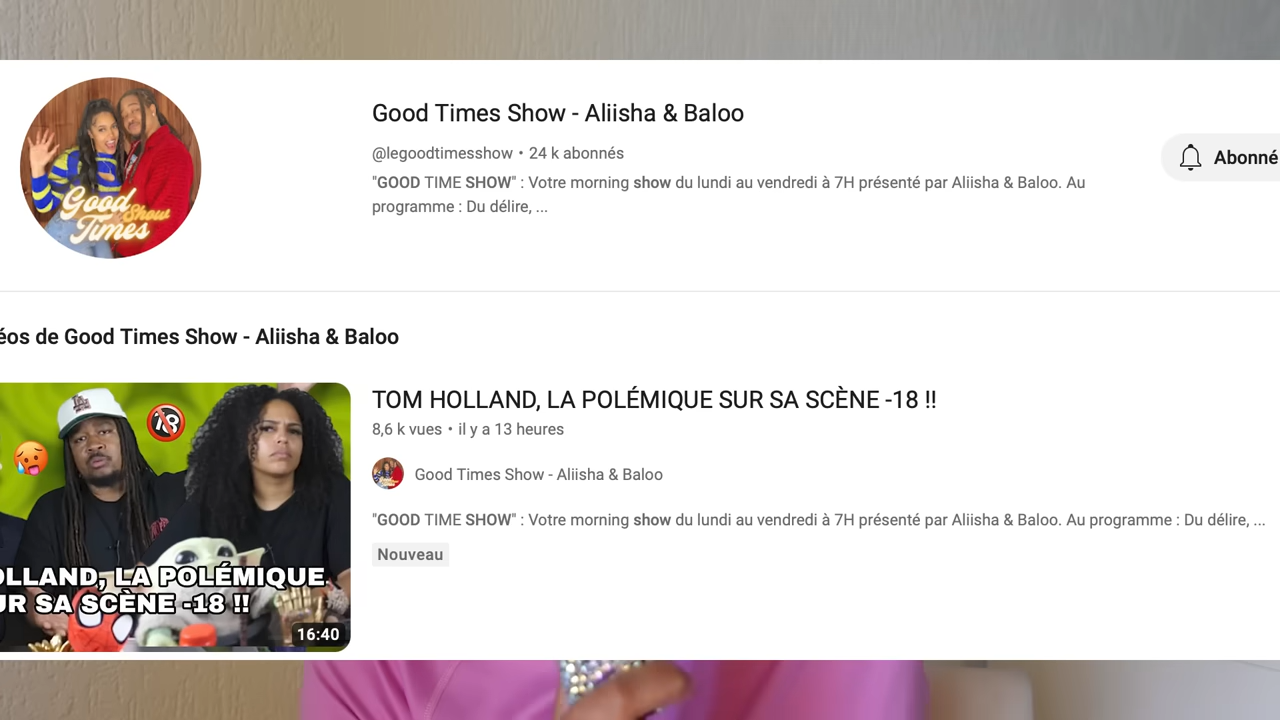 Good Times Show - Aliisha & Baloo
@legoodtimesshow • 24 k abonnés
"GOOD TIME SHOW" : Votre morning show du lundi au vendredi à 7H présenté par Aliisha & Baloo. Au
programme : Du délire, ...
Abonné
Good Show
Times
éos de Good Times Show - Aliisha & Baloo
TOM HOLLAND, LA POLÉMIQUE SUR SA SCÈNE -18 !!
8,6 k vues • il y a 13 heures
Good Times Show - Aliisha & Baloo
"GOOD TIME SHOW" : Votre morning show du lundi au vendredi à 7H présenté par Aliisha & Baloo. Au programme : Du délire, ...
Nouveau
18
OLLAND, LA POLÉMIQUE
UR SA SCÈNE -18 !!
16:40